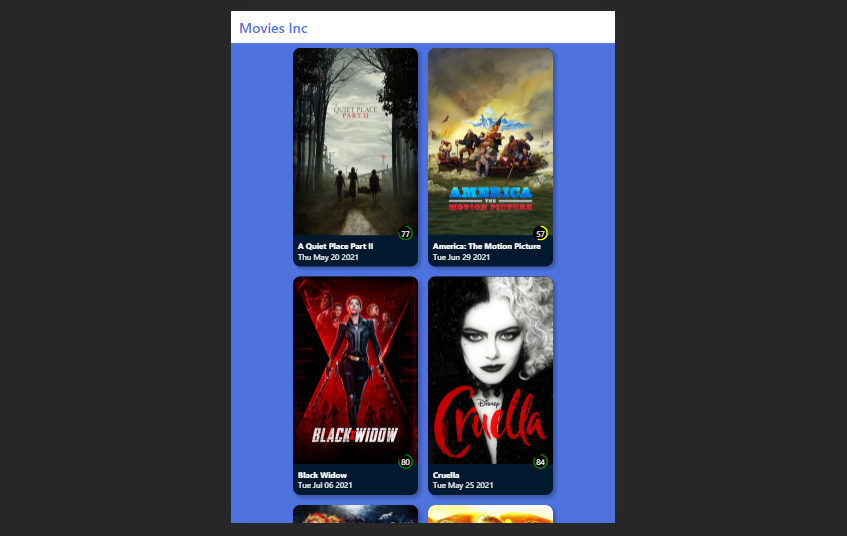 Movies Inc
QUIET PLACE
PART II
77
A Quiet Place Part II
Thu May 20 2021
AMERICA
THE
MOTION PICTURE
57
America: The Motion Picture
Tue Jun 29 2021
BLACK WIDOW
80
Black Widow
Tue Jul 06 2021
Disney
Cruella
84
Cruella
Tue May 25 2021